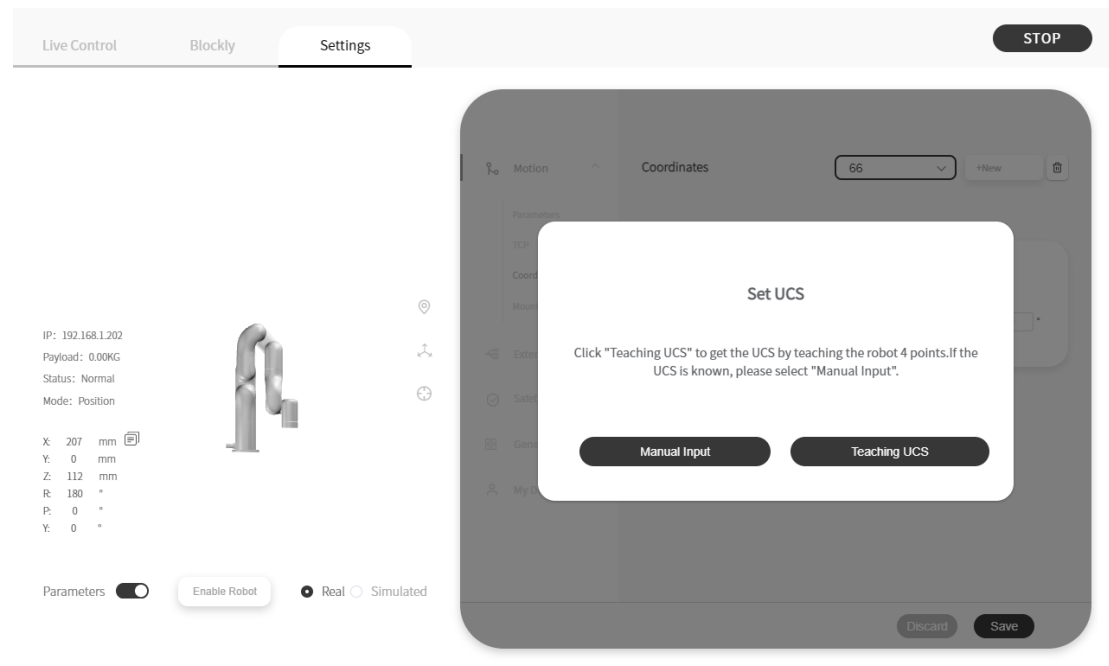 Live Control
Blockly
Settings
STOP
Motion
Coordinates
66
+New
Parameters
TCP
Set UCS
Click "Teaching UCS" to get the UCS by teaching the robot 4 points.If the
UCS is known, please select "Manual Input".
Manual Input
Teaching UCS
IP: 192.168.1.202
Payload: 0.00KG
Status: Normal
Mode: Position
X: 207 mm
Y: 0 mm
Z: 112 mm
R: 180 °
P: 0 °
Y: 0 °
Parameters
Enable Robot
Real
Simulated
Discard
Save